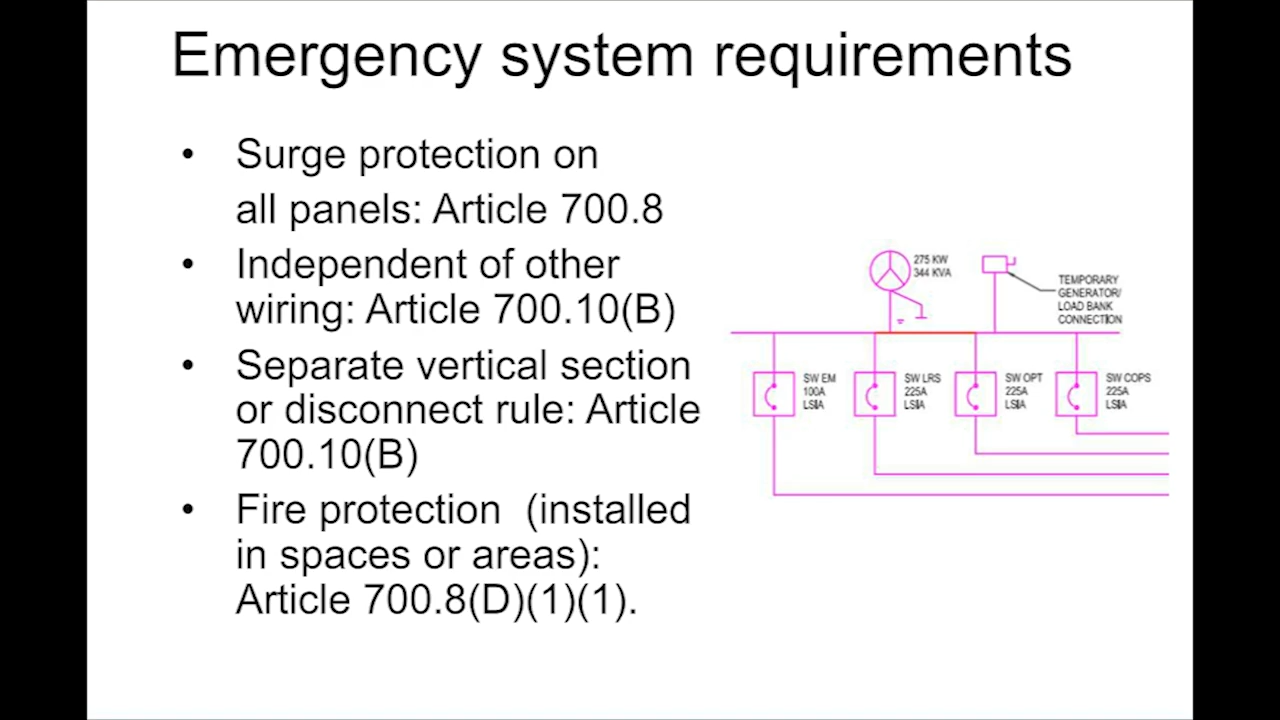 Emergency system requirements
• Surge protection on
all panels: Article 700.8
• Independent of other
wiring: Article 700.10(B)
• Separate vertical section
or disconnect rule: Article
700.10(B)
• Fire protection (installed
in spaces or areas):
Article 700.8(D)(1)(1).
275 KW
344 KVA
TEMPORARY
GENERATOR/
LOAD BANK
CONNECTION
SW EM
100A
LSIA
SW LRS
225A
LSIA
SW OPT
225A
LSIA
SW COPS
225A
LSIA